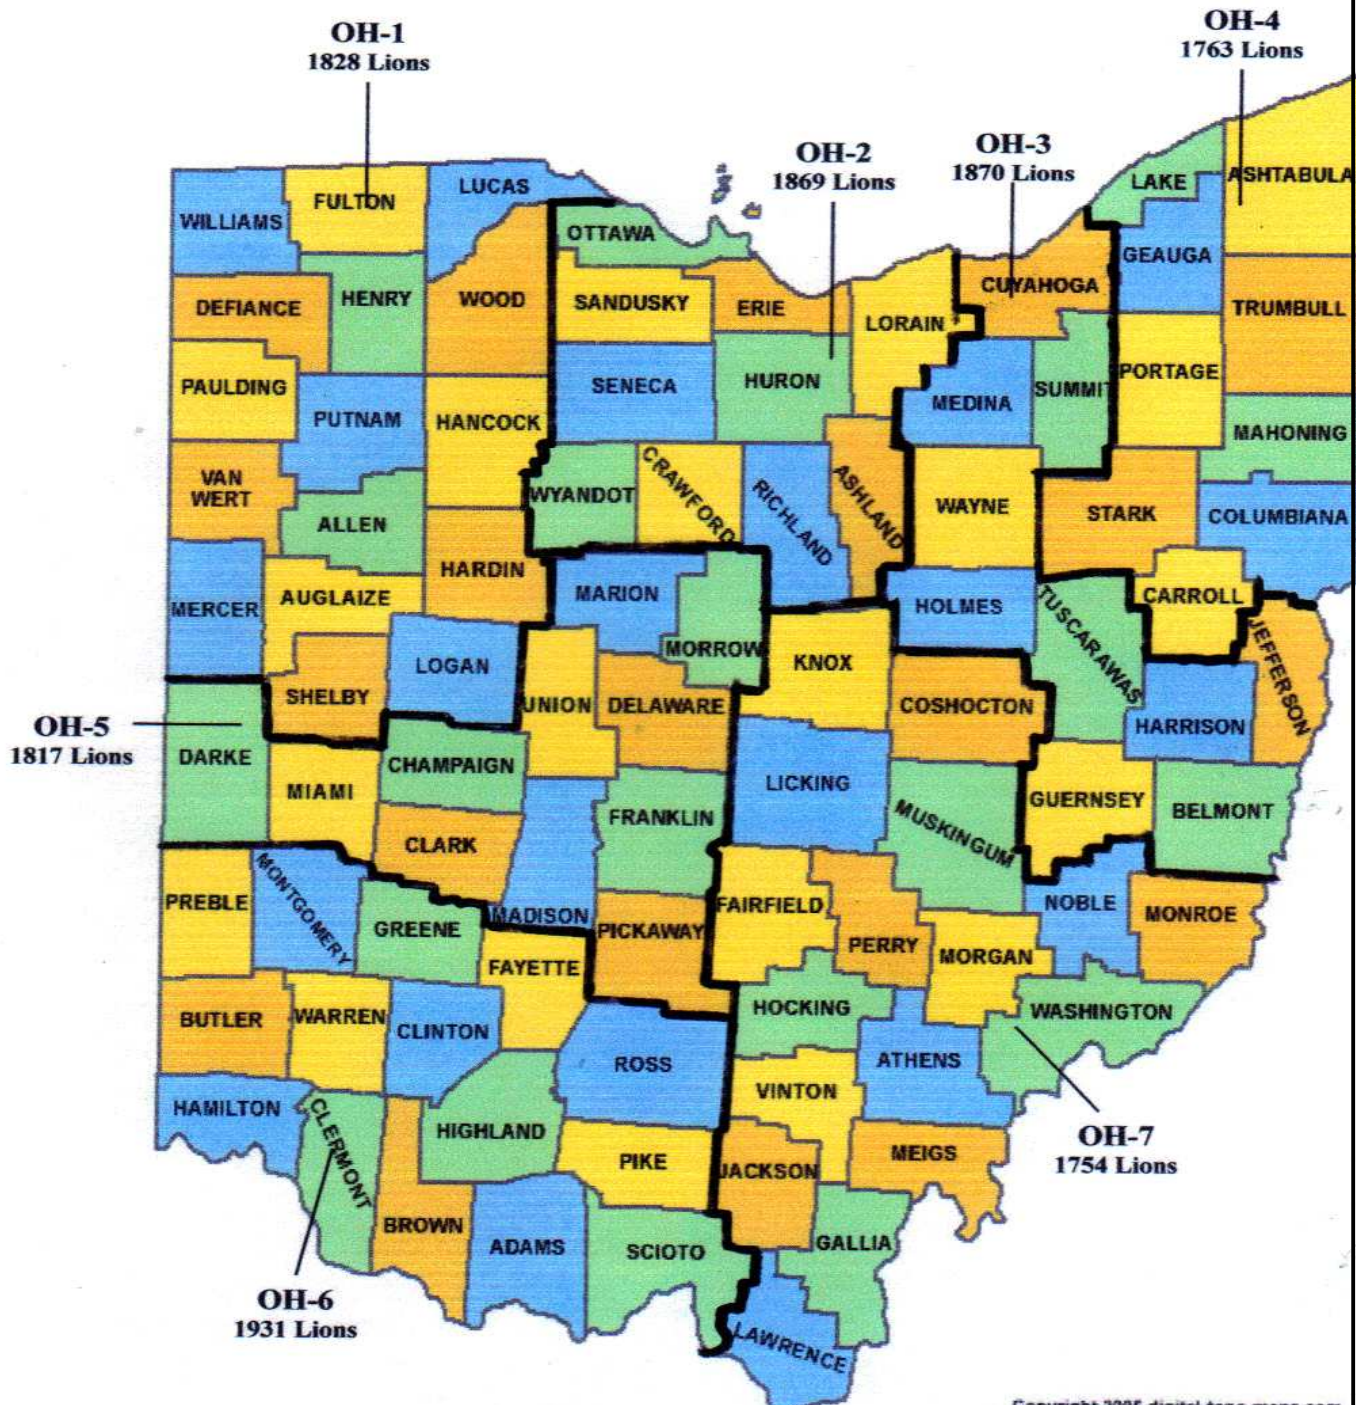 OH-1
1828 Lions
OH-4
1763 Lions
OH-2
1869 Lions
OH-3
1870 Lions
WILLIAMS
FULTON
LUCAS
OTTAWA
LAKE
ASHTABULA
GEAUGA
CUYAHOGA
DEFIANCE
HENRY
WOOD
SANDUSKY
ERIE
LORAIN
TRUMBULL
PAULDING
PUTNAM
HANCOCK
SENECA
HURON
MEDINA
SUMMIT
PORTAGE
MAHONING
VAN
WERT
ALLEN
WYANDOT
CRAWFORD
RICHLAND
ASHLAND
WAYNE
STARK
COLUMBIANA
MERCER
AUGLAIZE
HARDIN
MARION
MORROW
HOLMES
TUSCARAWAS
CARROLL
JEFFERSON
SHELBY
LOGAN
UNION
DELAWARE
KNOX
COSHOCTON
HARRISON
OH-5
1817 Lions
DARKE
MIAMI
CHAMPAIGN
LICKING
MUSKINGUM
GUERNSEY
BELMONT
CLARK
FRANKLIN
PREBLE
MONTGOMERY
GREENE
MADISON
PICKAWAY
FAIRFIELD
PERRY
MORGAN
NOBLE
MONROE
FAYETTE
BUTLER
WARREN
CLINTON
HOCKING
WASHINGTON
ROSS
ATHENS
VINTON
HAMILTON
CLERMONT
HIGHLAND
PIKE
JACKSON
MEIGS
OH-7
1754 Lions
BROWN
ADAMS
SCIOTO
GALLIA
OH-6
1931 Lions
LAWRENCE